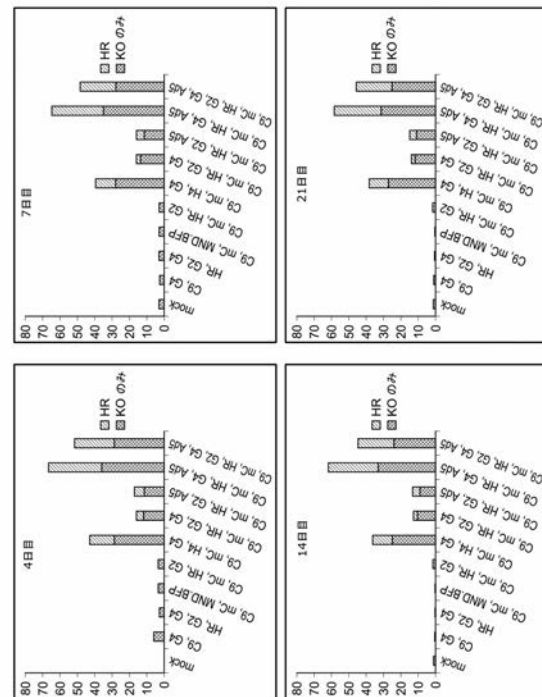 4日目
80
70
60
50
40
30
20
10
0
HR
KO のみ
mock
C9, G4
HR, G2, G4
C9, mC, MND.BFP
C9, mC, HR, G2
C9, mC, H4, G4
C9, mC, HR, G2, G4
C9, mC, HR, G2, Ad5
C9, mC, HR, G4, Ad5
C9, mC, HR, G2, G4, Ad5
7日目
80
70
60
50
40
30
20
10
0
HR
KO のみ
mock
C9, G4
HR, G2, G4
C9, mC, MND.BFP
C9, mC, HR, G2
C9, mC, H4, G4
C9, mC, HR, G2, G4
C9, mC, HR, G2, Ad5
C9, mC, HR, G4, Ad5
C9, mC, HR, G2, G4, Ad5
14日目
80
70
60
50
40
30
20
10
0
HR
KO のみ
mock
C9, G4
HR, G2, G4
C9, mC, MND.BFP
C9, mC, HR, G2
C9, mC, H4, G4
C9, mC, HR, G2, G4
C9, mC, HR, G2, Ad5
C9, mC, HR, G4, Ad5
C9, mC, HR, G2, G4, Ad5
21日目
80
70
60
50
40
30
20
10
0
HR
KO のみ
mock
C9, G4
HR, G2, G4
C9, mC, MND.BFP
C9, mC, HR, G2
C9, mC, H4, G4
C9, mC, HR, G2, G4
C9, mC, HR, G2, Ad5
C9, mC, HR, G4, Ad5
C9, mC, HR, G2, G4, Ad5